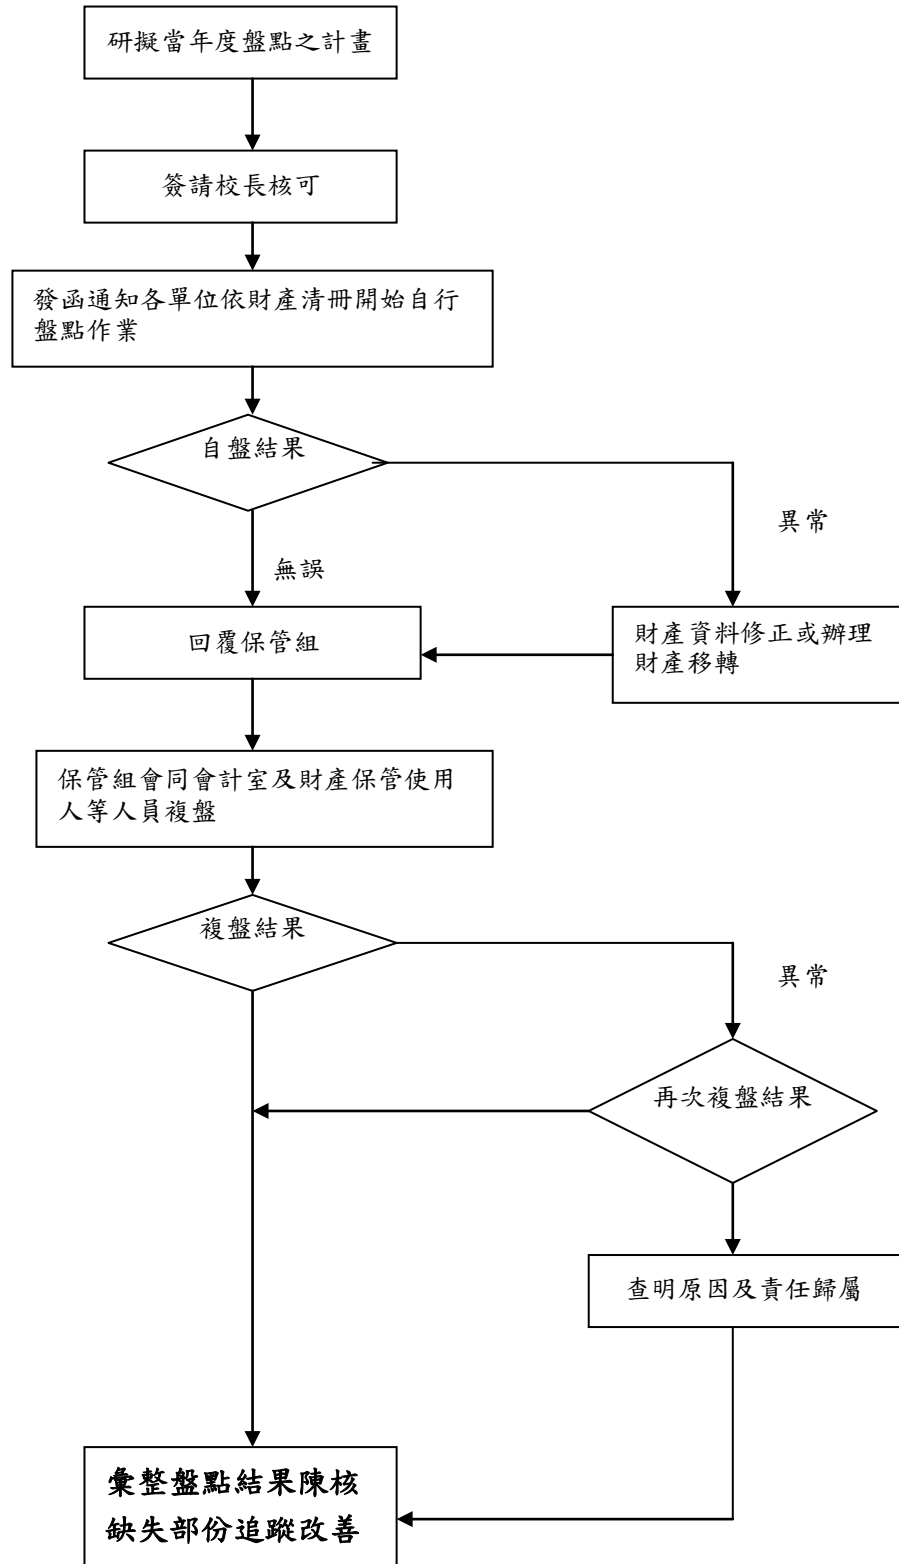 研擬當年度盤點之計畫
簽請校長核可
發函通知各單位依財產清冊開始自行
盤點作業
自盤結果
異常
無誤
回覆保管組
財產資料修正或辦理
財產移轉
保管組會同會計室及財產保管使用
人等人員複盤
複盤結果
異常
再次複盤結果
查明原因及責任歸屬
彙整盤點結果陳核
缺失部份追蹤改善